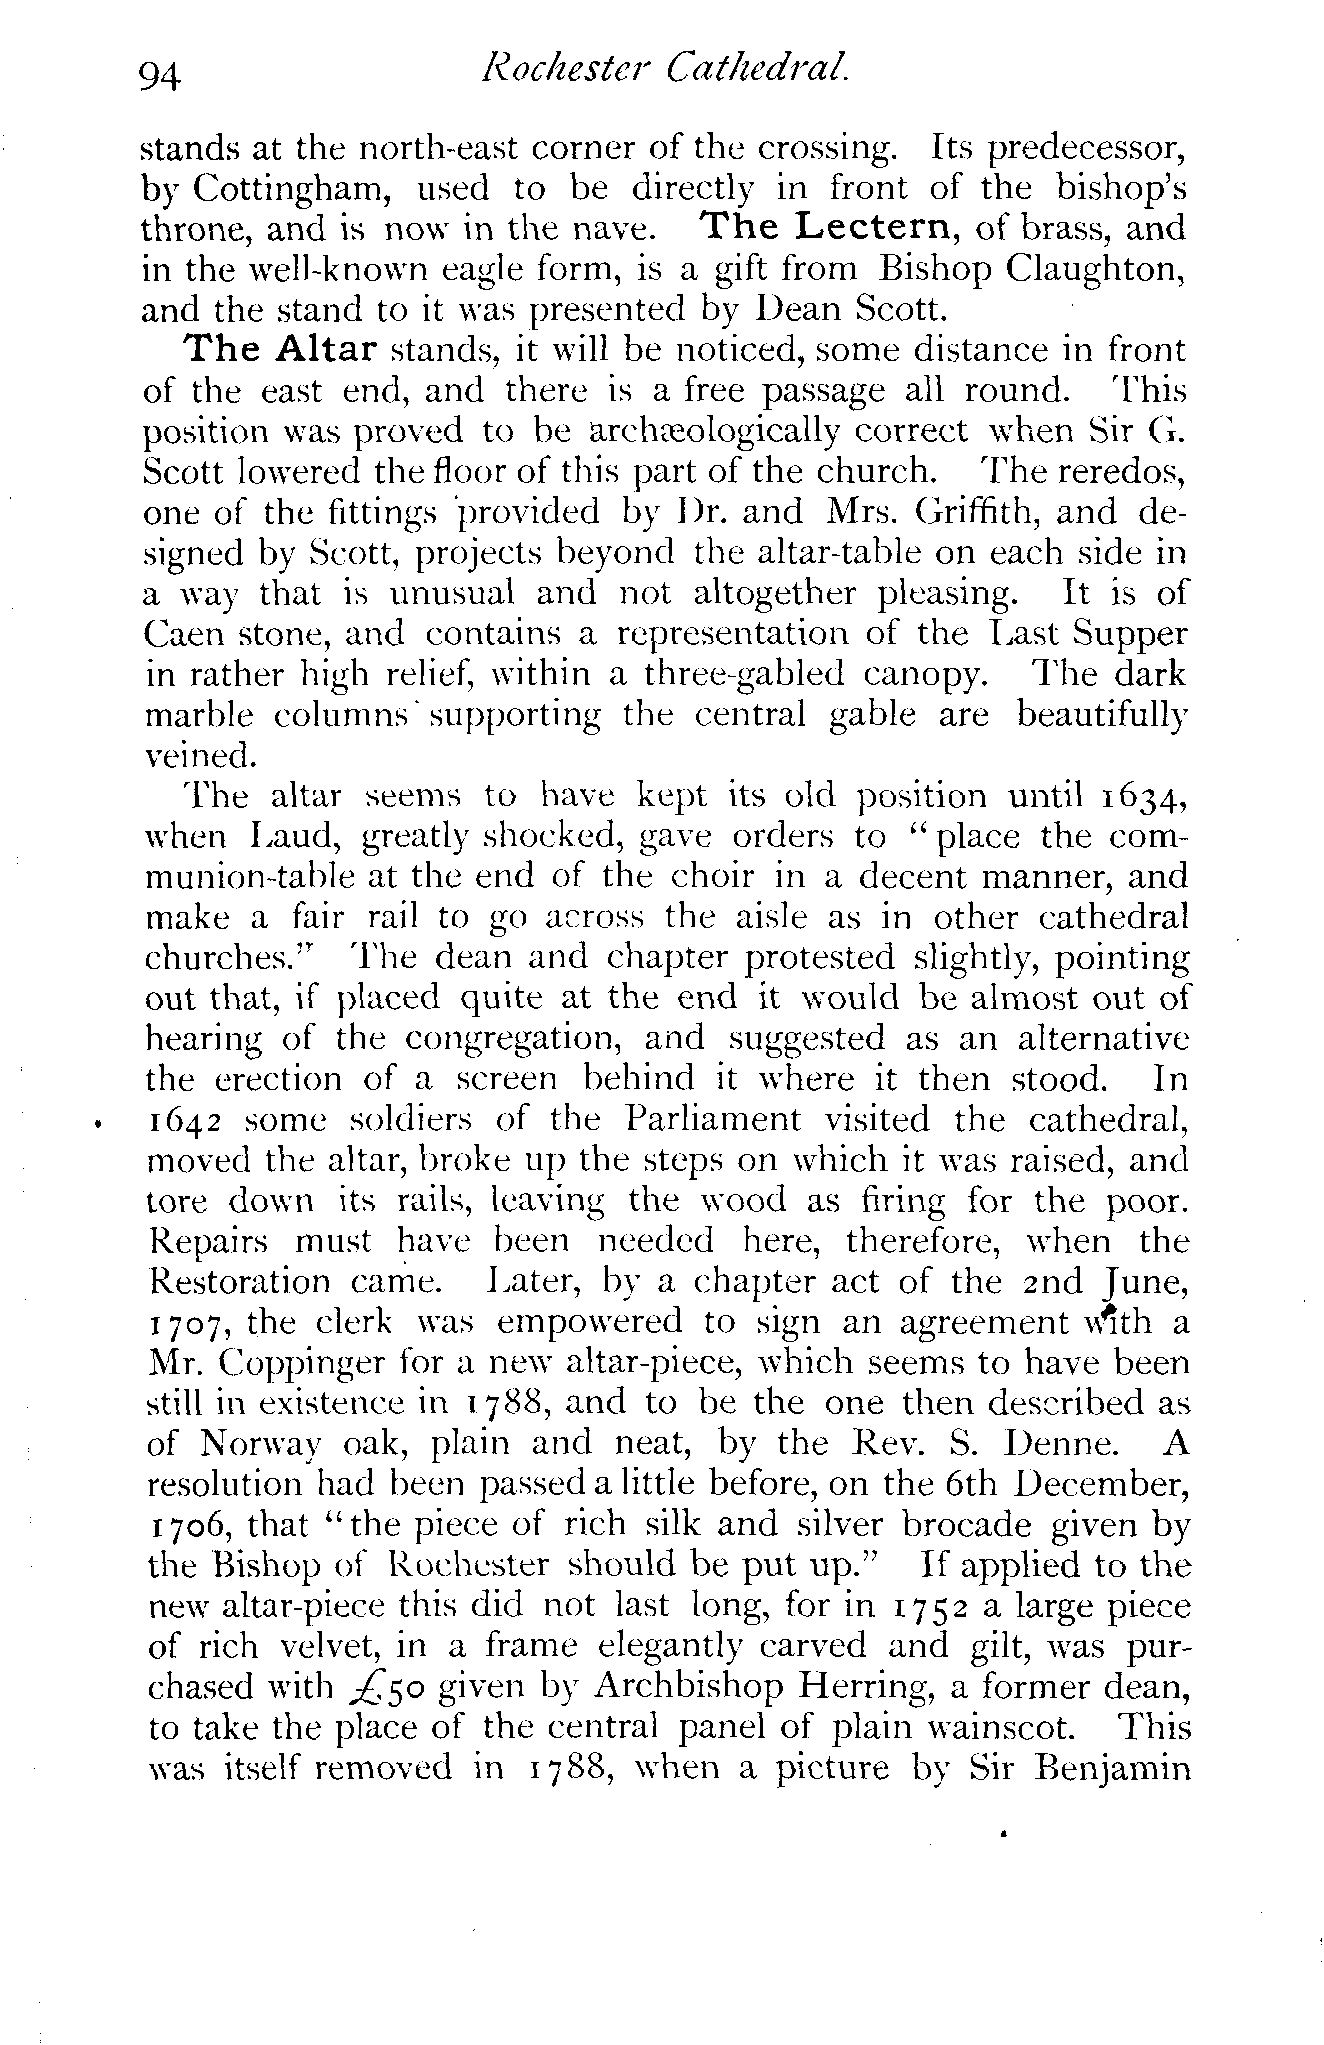 94 Rochester Cathedral.
stands at the north-east corner of the crossing. Its predecessor,
by Cottingham, used to be directly in front of the bishop's
throne, and is now in the nave. The Lectern, of brass, and
in the well-known eagle form, is a gift from Bishop Claughton,
and the stand to it was presented by Dean Scott.
The Altar stands, it will be noticed, some distance in front
of the east end, and there is a free passage all round. This
position was proved to be archæologically correct when Sir G.
Scott lowered the floor of this part of the church. The reredos,
one of the fittings provided by Dr. and Mrs. Griffith, and de-
signed by Scott, projects beyond the altar-table on each side in
a way that is unusual and not altogether pleasing. It is of
Caen stone, and contains a representation of the Last Supper
in rather high relief, within a three-gabled canopy. The dark
marble columns supporting the central gable are beautifully
veined.
The altar seems to have kept its old position until 1634,
when Laud, greatly shocked, gave orders to "place the com-
munion-table at the end of the choir in a decent manner, and
make a fair rail to go across the aisle as in other cathedral
churches." The dean and chapter protested slightly, pointing
out that, if placed quite at the end it would be almost out of
hearing of the congregation, and suggested as an alternative
the erection of a screen behind it where it then stood. In
1642 some soldiers of the Parliament visited the cathedral,
moved the altar, broke up the steps on which it was raised, and
tore down its rails, leaving the wood as firing for the poor.
Repairs must have been needed here, therefore, when the
Restoration came. Later, by a chapter act of the 2nd June,
1707, the clerk was empowered to sign an agreement with a
Mr. Coppinger for a new altar-piece, which seems to have been
still in existence in 1788, and to be the one then described as
of Norway oak, plain and neat, by the Rev. S. Denne. A
resolution had been passed a little before, on the 6th December,
1706, that "the piece of rich silk and silver brocade given by
the Bishop of Rochester should be put up." If applied to the
new altar-piece this did not last long, for in 1752 a large piece
of rich velvet, in a frame elegantly carved and gilt, was pur-
chased with £50 given by Archbishop Herring, a former dean,
to take the place of the central panel of plain wainscot. This
was itself removed in 1788, when a picture by Sir Benjamin